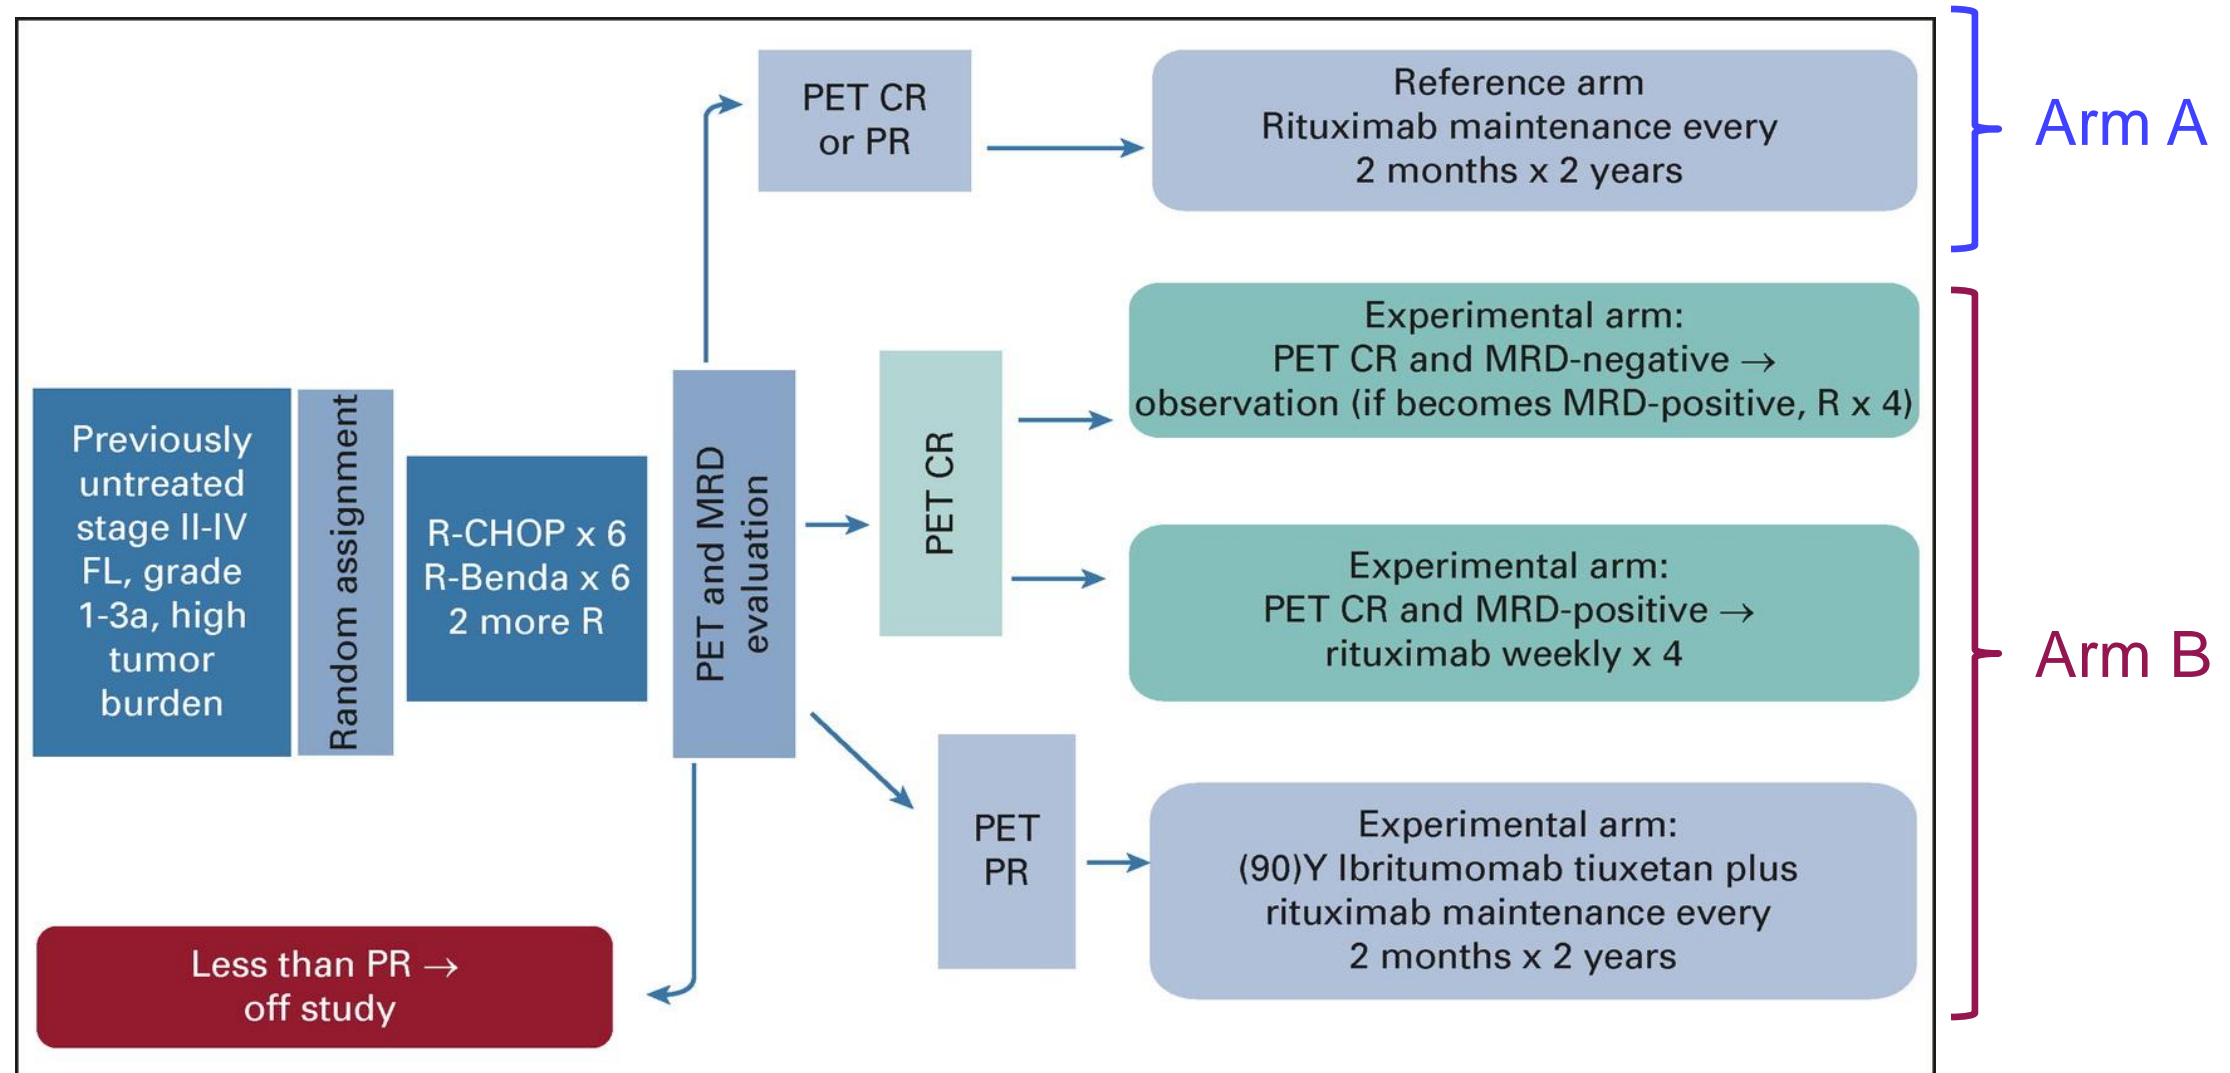 Previously
untreated
stage II-IV
FL, grade
1-3a, high
tumor
burden
Random assignment
R-CHOP x 6
R-Benda x 6
2 more R
PET and MRD
evaluation
PET CR
or PR
Reference arm
Rituximab maintenance every
2 months x 2 years
Arm A
PET CR
Experimental arm:
PET CR and MRD-negative →
observation (if becomes MRD-positive, R x 4)
Experimental arm:
PET CR and MRD-positive →
rituximab weekly x 4
PET
PR
Experimental arm:
(90)Y Ibritumomab tiuxetan plus
rituximab maintenance every
2 months x 2 years
Arm B
Less than PR →
off study